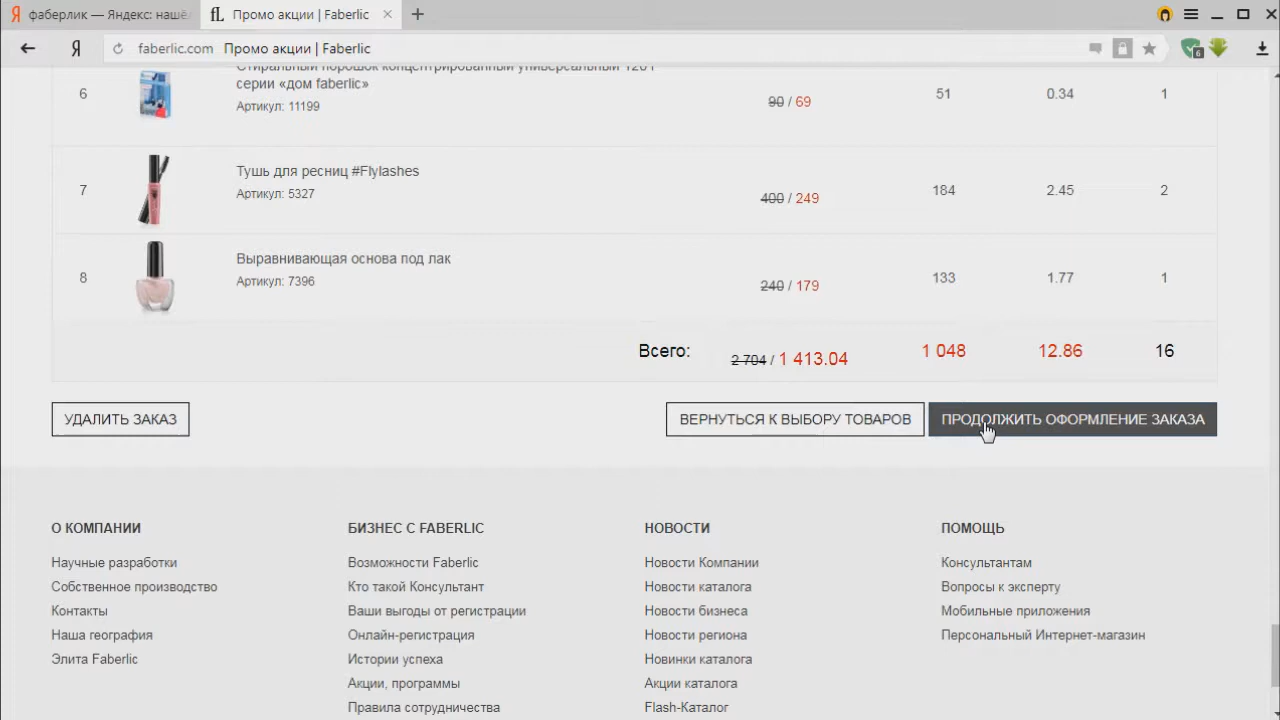 фаберлик — Яндекс: нашё
Промо акции | Faberlic
faberlic.com Промо акции | Faberlic
6
Стиральный порошок концентрированный универсальный
серии «дом faberlic»
Артикул: 11199
90 / 69
51
0.34
1
7
Тушь для ресниц #Flylashes
Артикул: 5327
400 / 249
184
2.45
2
8
Выравнивающая основа под лак
Артикул: 7396
240 / 179
133
1.77
1
Всего:
2 704 / 1 413.04
1 048
12.86
16
УДАЛИТЬ ЗАКАЗ
ВЕРНУТЬСЯ К ВЫБОРУ ТОВАРОВ
ПРОДОЛЖИТЬ ОФОРМЛЕНИЕ ЗАКАЗА
О КОМПАНИИ
Научные разработки
Собственное производство
Контакты
Наша география
Элита Faberlic
БИЗНЕС С FABERLIC
Возможности Faberlic
Кто такой Консультант
Ваши выгоды от регистрации
Онлайн-регистрация
Истории успеха
Акции, программы
Правила сотрудничества
НОВОСТИ
Новости Компании
Новости каталога
Новости бизнеса
Новости региона
Новинки каталога
Акции каталога
Flash-Каталог
ПОМОЩЬ
Консультантам
Вопросы к эксперту
Мобильные приложения
Персональный Интернет-магазин